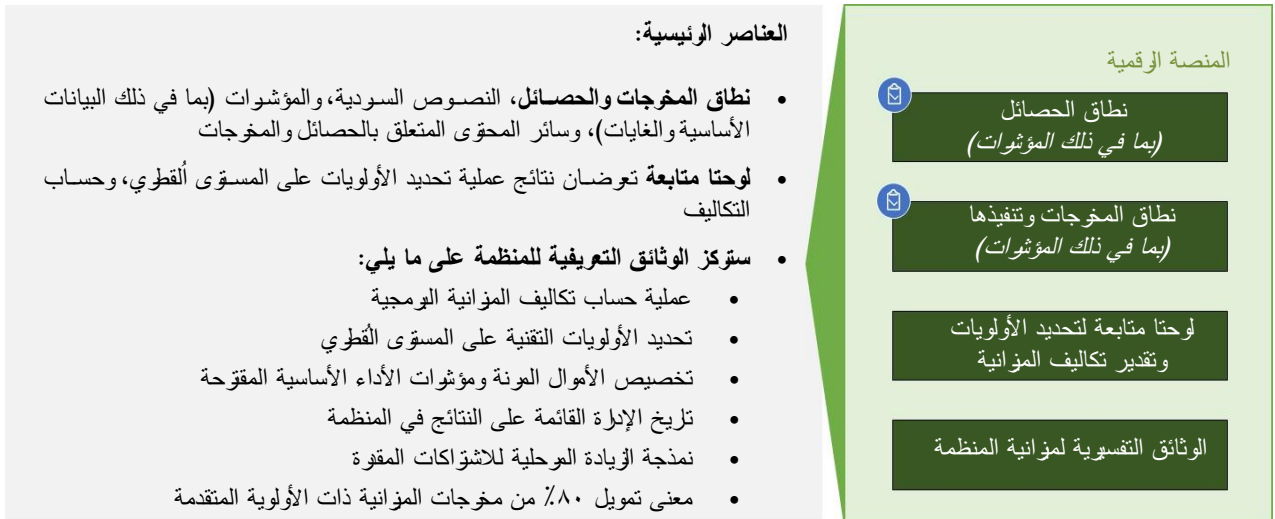 العناصر الرئيسية:
• نطاق المخرجات والحصائل، النصوص السردية، والمؤشرات (بما في ذلك البيانات
الأساسية والغايات)، وسائر المحتوى المتعلق بالحصائل والمخرجات
• لوحتا متابعة تعرضان نتائج عملية تحديد الأولويات على المستوى القُطري، وحساب
التكاليف
• ستركز الوثائق التعريفية للمنظمة على ما يلي:
• عملية حساب تكاليف الميزانية البرمجية
• تحديد الأولويات التقنية على المستوى القُطري
• تخصيص الأموال المرنة ومؤشرات الأداء الأساسية المقترحة
• تاريخ الإدارة القائمة على النتائج في المنظمة
• نمذجة الزيادة المرحلية للاشتراكات المقررة
• معنى تمويل ٨٠٪ من مخرجات الميزانية ذات الأولوية المتقدمة
المنصة الرقمية
نطاق الحصائل
(بما في ذلك المؤشرات)
نطاق المخرجات وتنفيذها
(بما في ذلك المؤشرات)
لوحتا متابعة لتحديد الأولويات
وتقدير تكاليف الميزانية
الوثائق التفسيرية لميزانية المنظمة